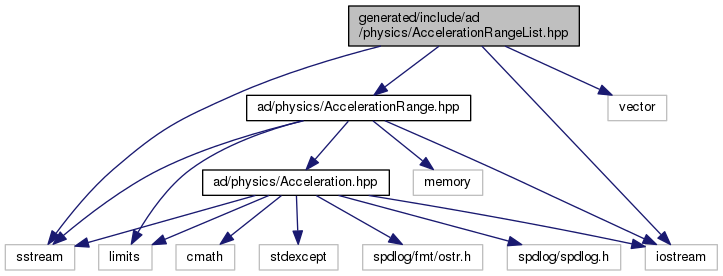 generated/include/ad
/physics/AccelerationRangeList.hpp
ad/physics/AccelerationRange.hpp
vector
ad/physics/Acceleration.hpp
memory
sstream
limits
cmath
stdexcept
spdlog/fmt/ostr.h
spdlog/spdlog.h
iostream